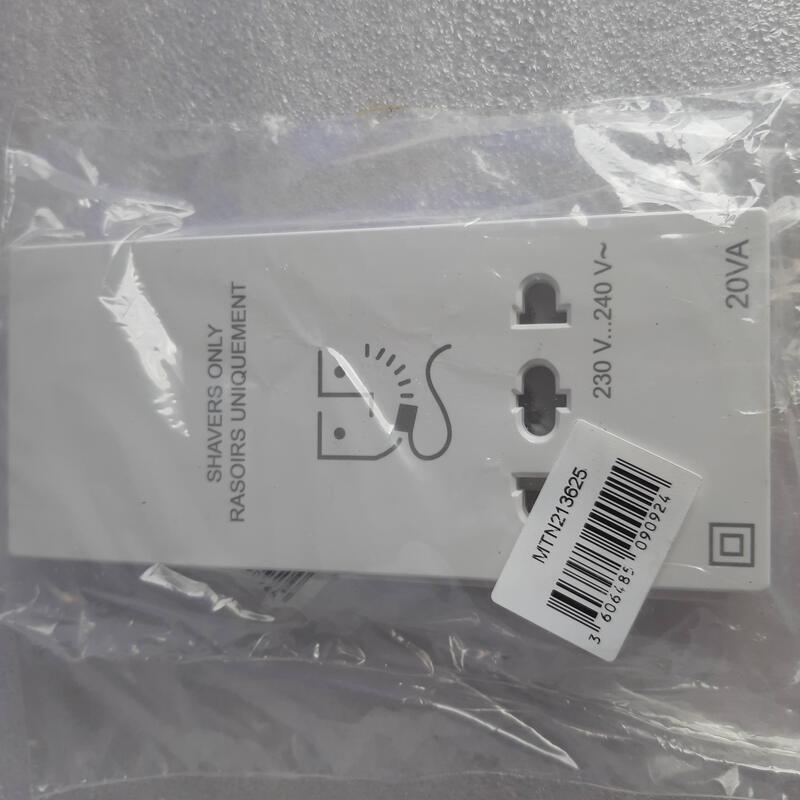 SHAVERS ONLY
RASOIRS UNIQUEMENT
230 V...240 V~
20VA
MTN213625
3 606485 090924